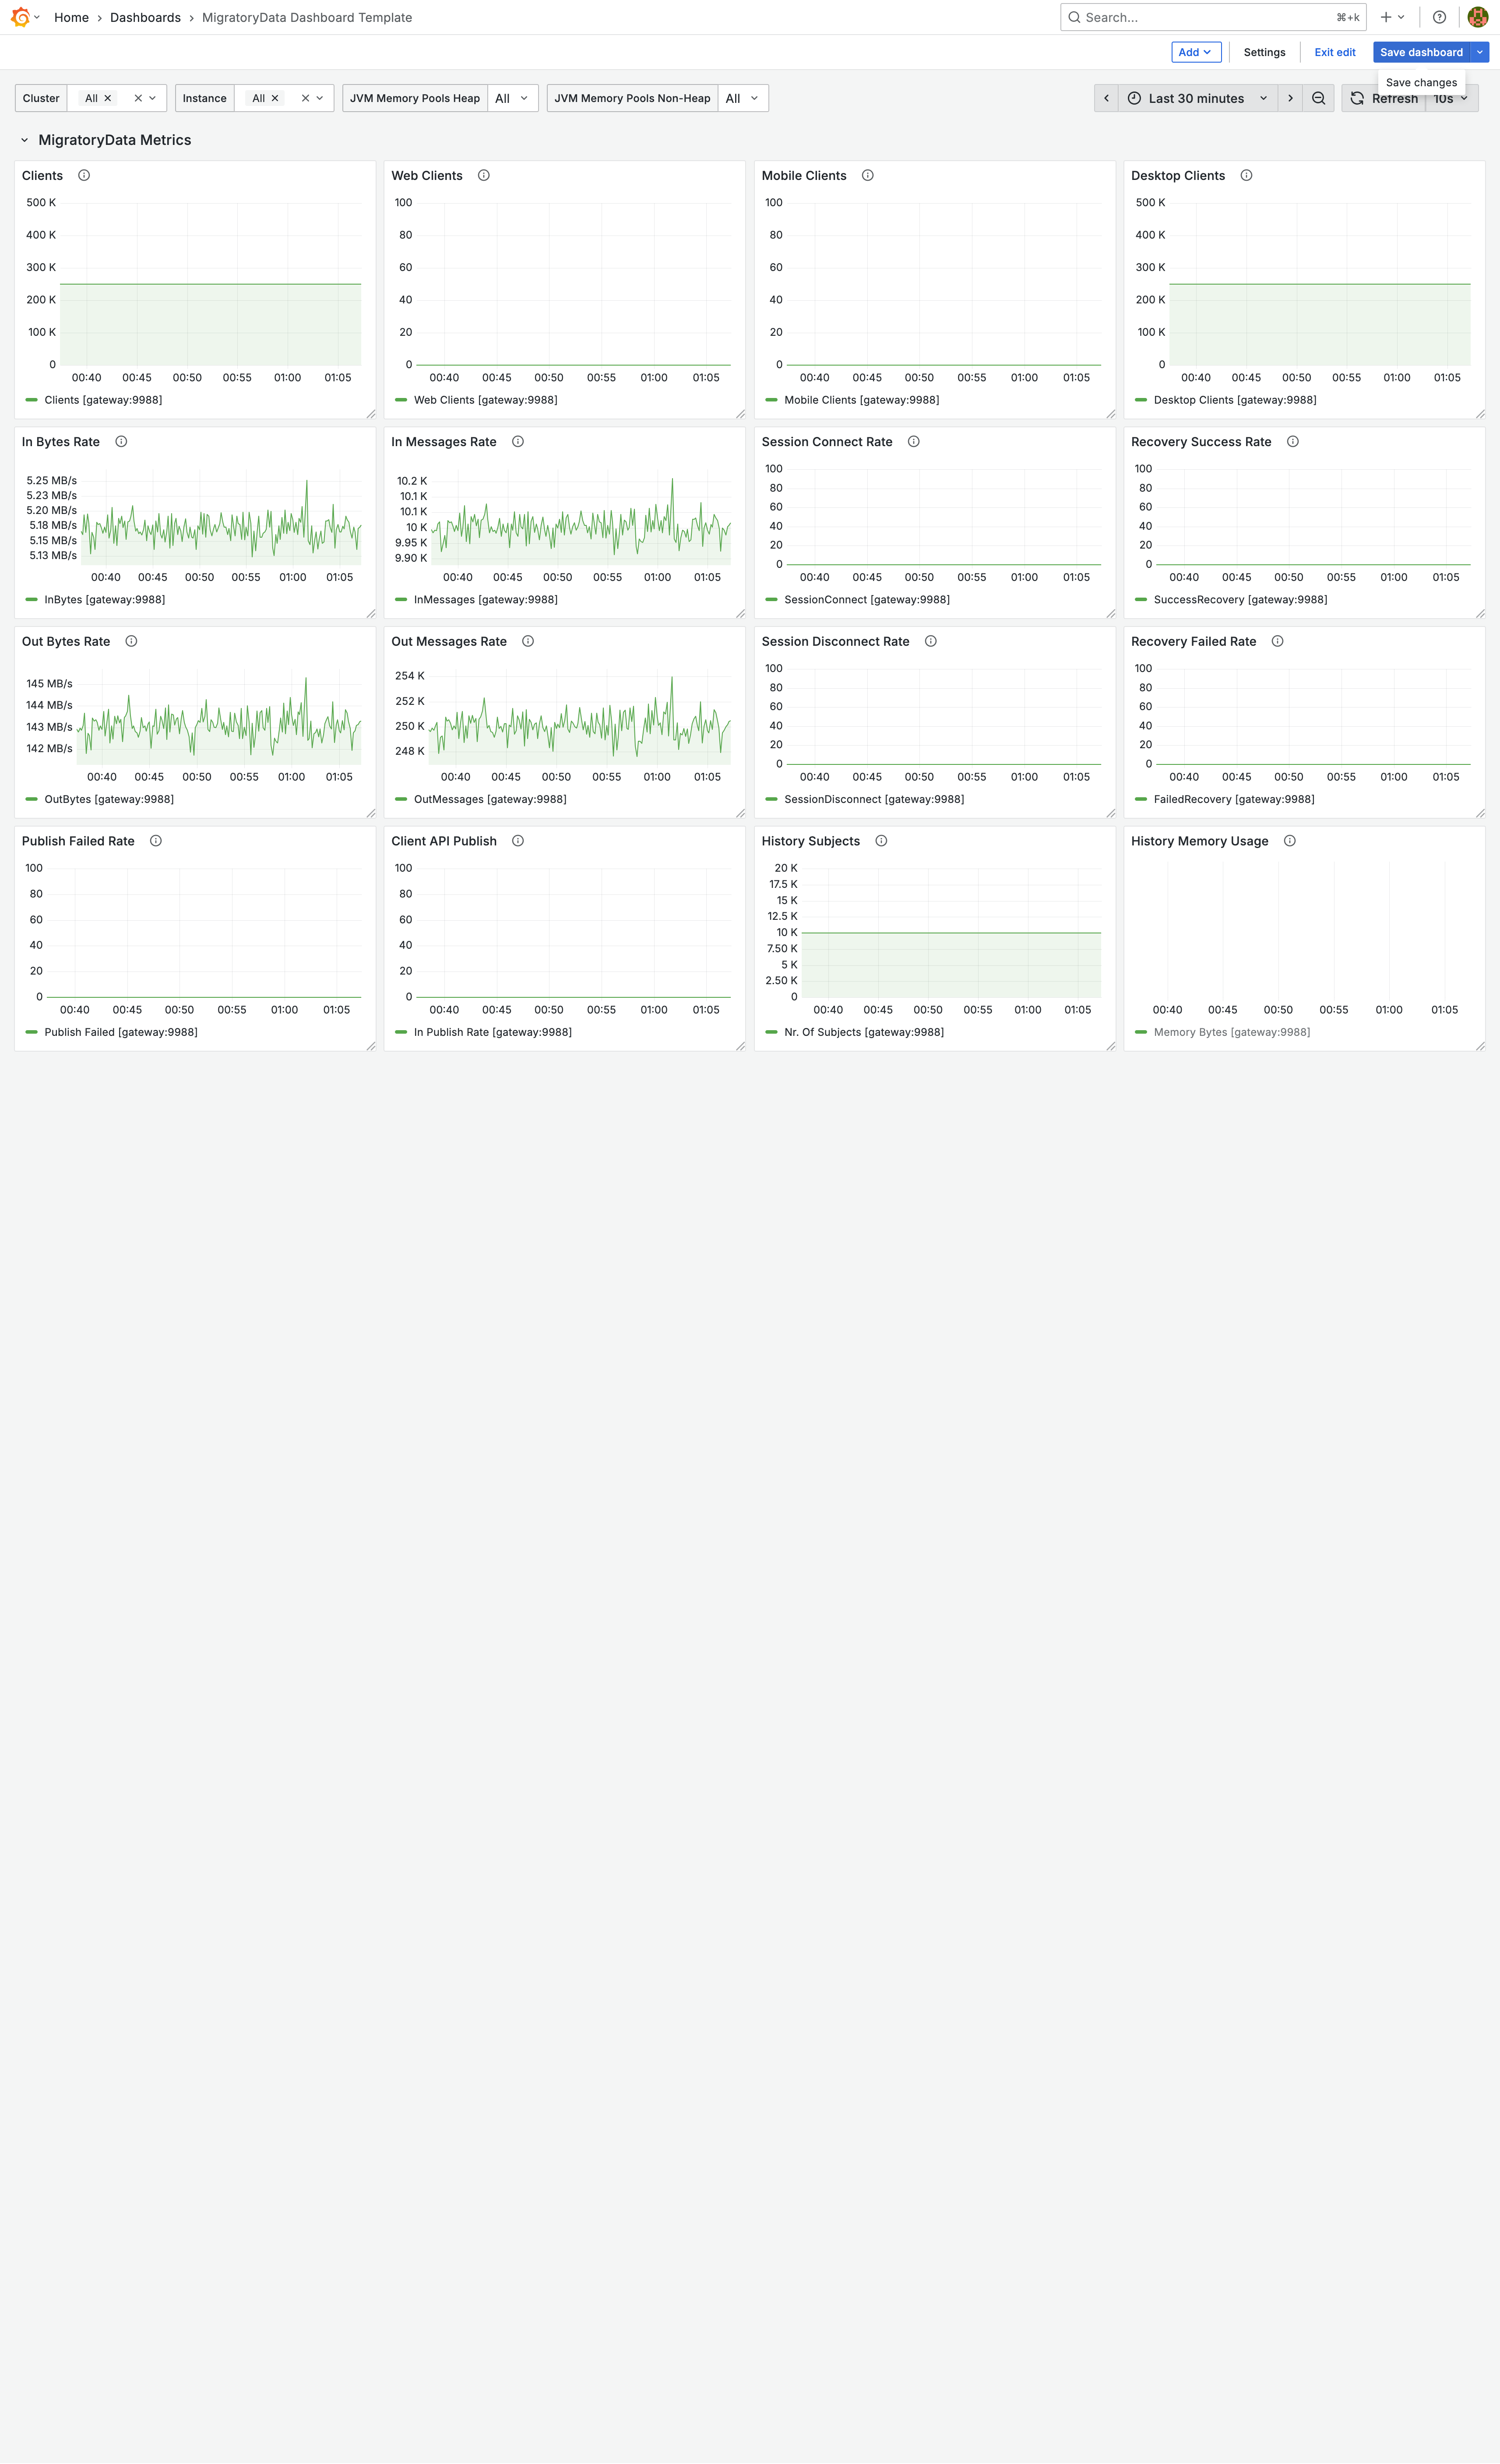 Home > Dashboards > MigratoryData Dashboard Template
Search...
⌘+k
Add
Settings
Exit edit
Save dashboard
Save changes
Cluster
All
Instance
All
JVM Memory Pools Heap
All
JVM Memory Pools Non-Heap
All
Last 30 minutes
Refresh
10s
MigratoryData Metrics
Clients
500 K
400 K
300 K
200 K
100 K
0
00:40 00:45 00:50 00:55 01:00 01:05
Clients [gateway:9988]
Web Clients
100
80
60
40
20
0
00:40 00:45 00:50 00:55 01:00 01:05
Web Clients [gateway:9988]
Mobile Clients
100
80
60
40
20
0
00:40 00:45 00:50 00:55 01:00 01:05
Mobile Clients [gateway:9988]
Desktop Clients
500 K
400 K
300 K
200 K
100 K
0
00:40 00:45 00:50 00:55 01:00 01:05
Desktop Clients [gateway:9988]
In Bytes Rate
5.25 MB/s
5.23 MB/s
5.20 MB/s
5.18 MB/s
5.15 MB/s
5.13 MB/s
00:40 00:45 00:50 00:55 01:00 01:05
InBytes [gateway:9988]
In Messages Rate
10.2 K
10.1 K
10.1 K
10 K
9.95 K
9.90 K
00:40 00:45 00:50 00:55 01:00 01:05
InMessages [gateway:9988]
Session Connect Rate
100
80
60
40
20
0
00:40 00:45 00:50 00:55 01:00 01:05
SessionConnect [gateway:9988]
Recovery Success Rate
100
80
60
40
20
0
00:40 00:45 00:50 00:55 01:00 01:05
SuccessRecovery [gateway:9988]
Out Bytes Rate
145 MB/s
144 MB/s
143 MB/s
142 MB/s
00:40 00:45 00:50 00:55 01:00 01:05
OutBytes [gateway:9988]
Out Messages Rate
254 K
252 K
250 K
248 K
00:40 00:45 00:50 00:55 01:00 01:05
OutMessages [gateway:9988]
Session Disconnect Rate
100
80
60
40
20
0
00:40 00:45 00:50 00:55 01:00 01:05
SessionDisconnect [gateway:9988]
Recovery Failed Rate
100
80
60
40
20
0
00:40 00:45 00:50 00:55 01:00 01:05
FailedRecovery [gateway:9988]
Publish Failed Rate
100
80
60
40
20
0
00:40 00:45 00:50 00:55 01:00 01:05
Publish Failed [gateway:9988]
Client API Publish
100
80
60
40
20
0
00:40 00:45 00:50 00:55 01:00 01:05
In Publish Rate [gateway:9988]
History Subjects
20 K
17.5 K
15 K
12.5 K
10 K
7.50 K
5 K
2.50 K
0
00:40 00:45 00:50 00:55 01:00 01:05
Nr. Of Subjects [gateway:9988]
History Memory Usage
00:40 00:45 00:50 00:55 01:00 01:05
Memory Bytes [gateway:9988]